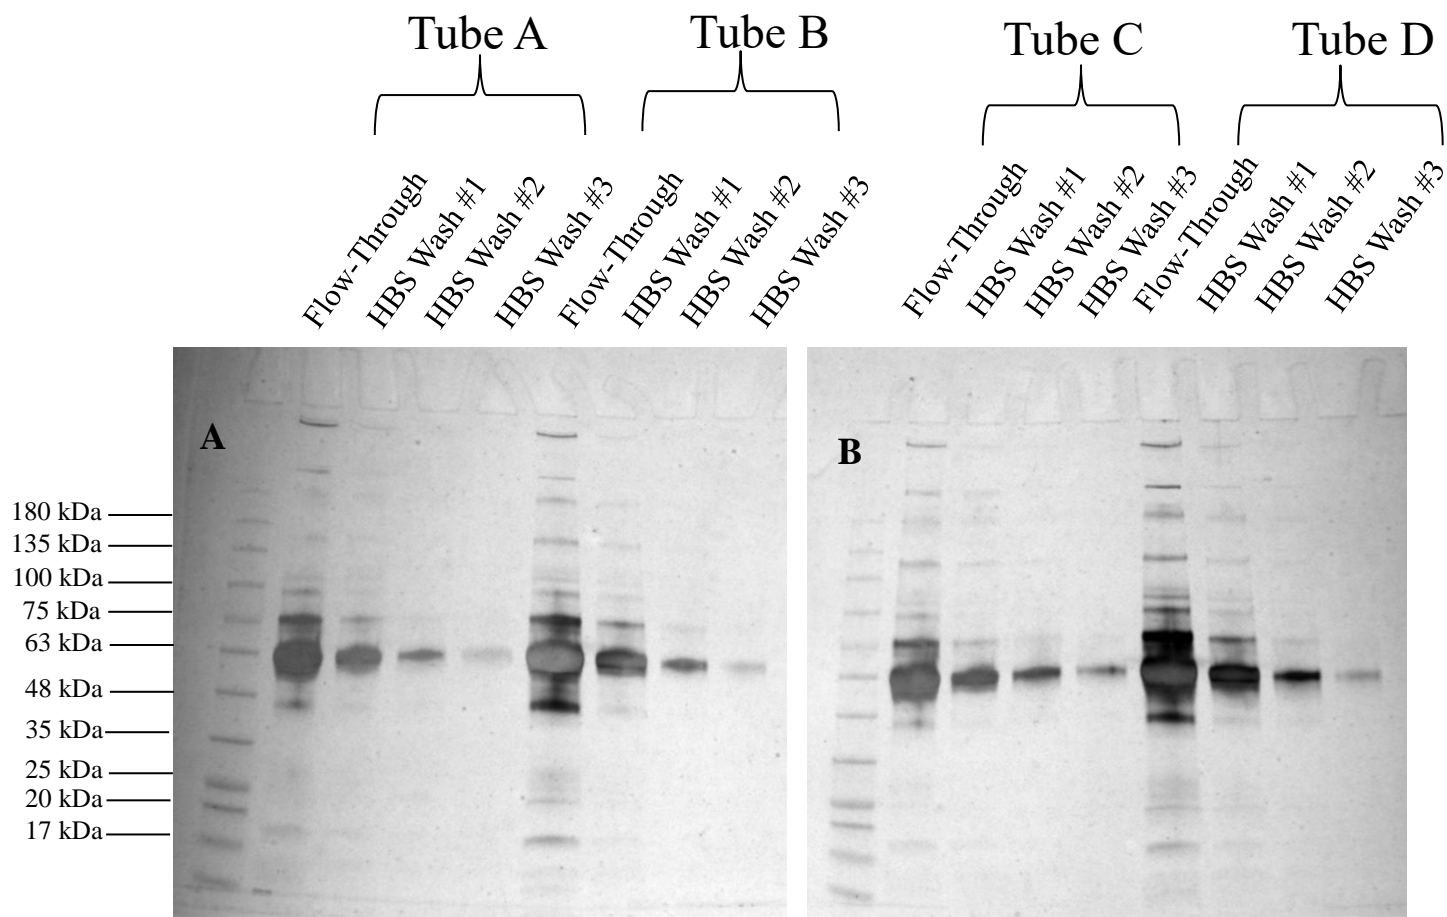 Tube A
Tube B
Tube C
Tube D
Flow-Through
HBS Wash #1
HBS Wash #2
HBS Wash #3
Flow-Through
HBS Wash #1
HBS Wash #2
HBS Wash #3
Flow-Through
HBS Wash #1
HBS Wash #2
HBS Wash #3
Flow-Through
HBS Wash #1
HBS Wash #2
HBS Wash #3
A
B
180 kDa
135 kDa
100 kDa
75 kDa
63 kDa
48 kDa
35 kDa
25 kDa
20 kDa
17 kDa